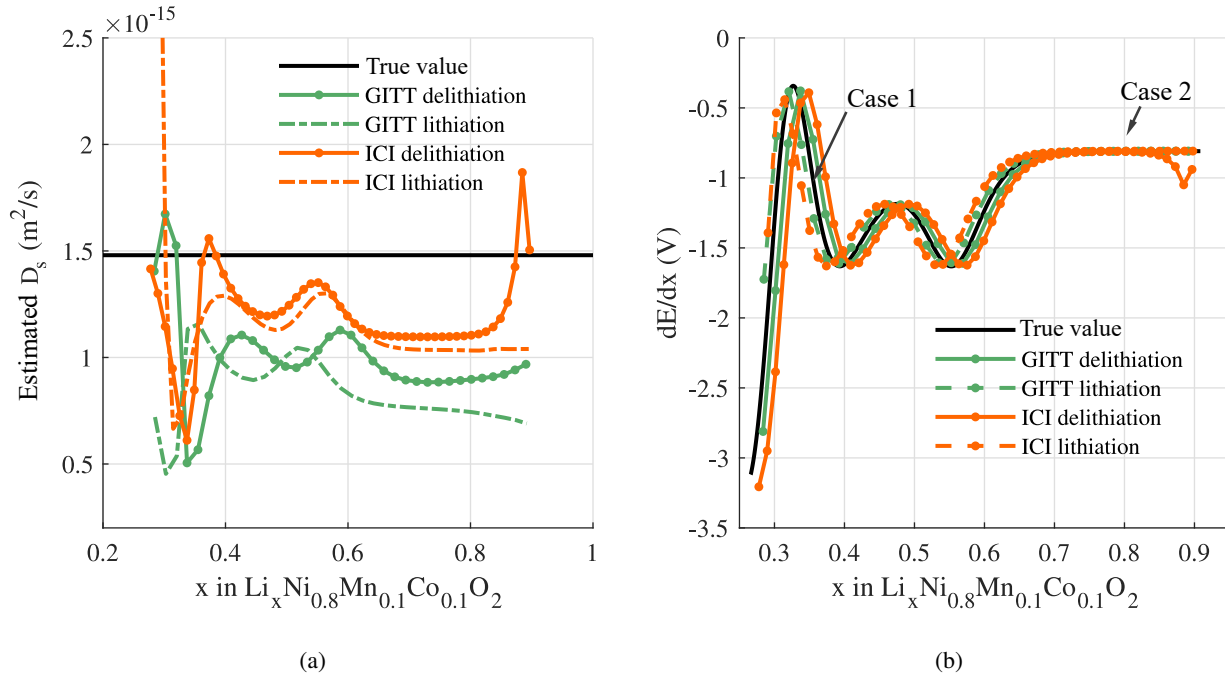 ×10⁻¹⁵
2.5
2
1.5
1
0.5
0.2
0.4
0.6
0.8
1
Estimated Dₛ (m²/s)
x in LiₓNi₀.₈Mn₀.₁Co₀.₁O₂
True value
GITT delithiation
GITT lithiation
ICI delithiation
ICI lithiation
(a)
0
-0.5
-1
-1.5
-2
-2.5
-3
-3.5
0.3
0.4
0.5
0.6
0.7
0.8
0.9
dE/dx (V)
x in LiₓNi₀.₈Mn₀.₁Co₀.₁O₂
Case 1
Case 2
True value
GITT delithiation
GITT lithiation
ICI delithiation
ICI lithiation
(b)